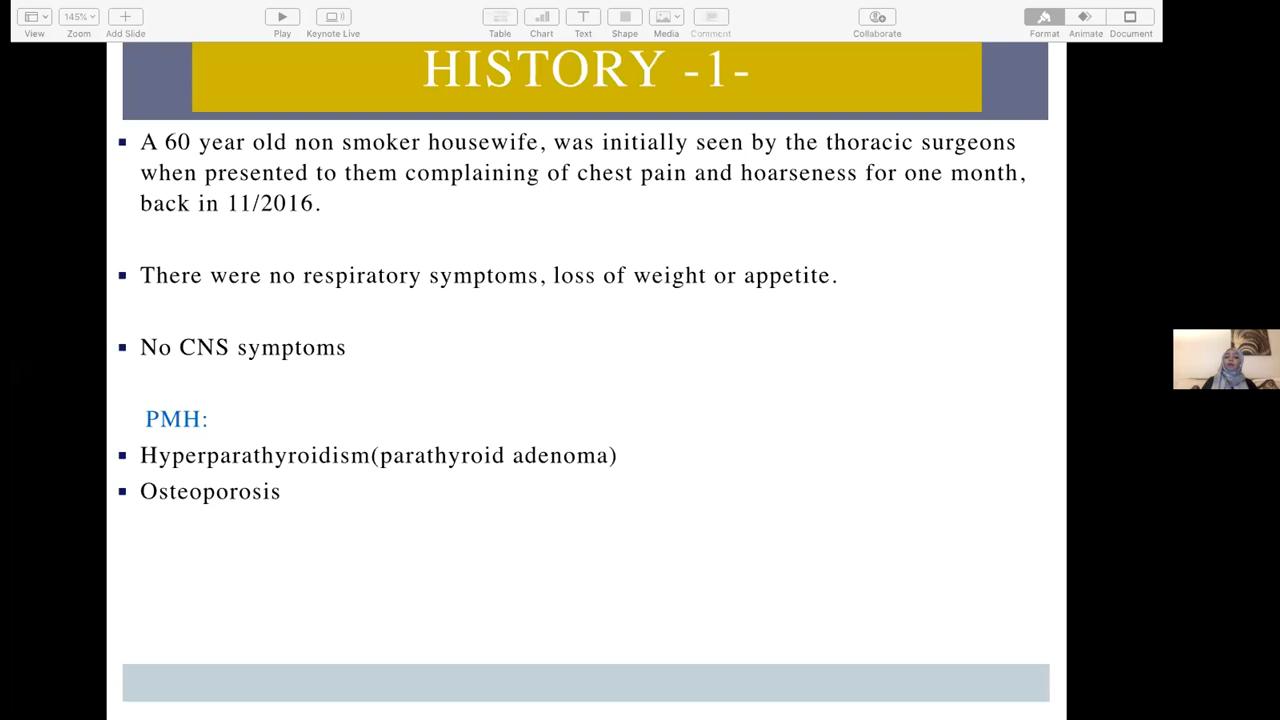 145%
View
Zoom
Add Slide
Play
Keynote Live
Table
Chart
Text
Shape
Media
Comment
Collaborate
Format
Animate
Document
HISTORY -1-
▪ A 60 year old non smoker housewife, was initially seen by the thoracic surgeons
when presented to them complaining of chest pain and hoarseness for one month,
back in 11/2016.
▪ There were no respiratory symptoms, loss of weight or appetite.
▪ No CNS symptoms
PMH:
▪ Hyperparathyroidism(parathyroid adenoma)
▪ Osteoporosis